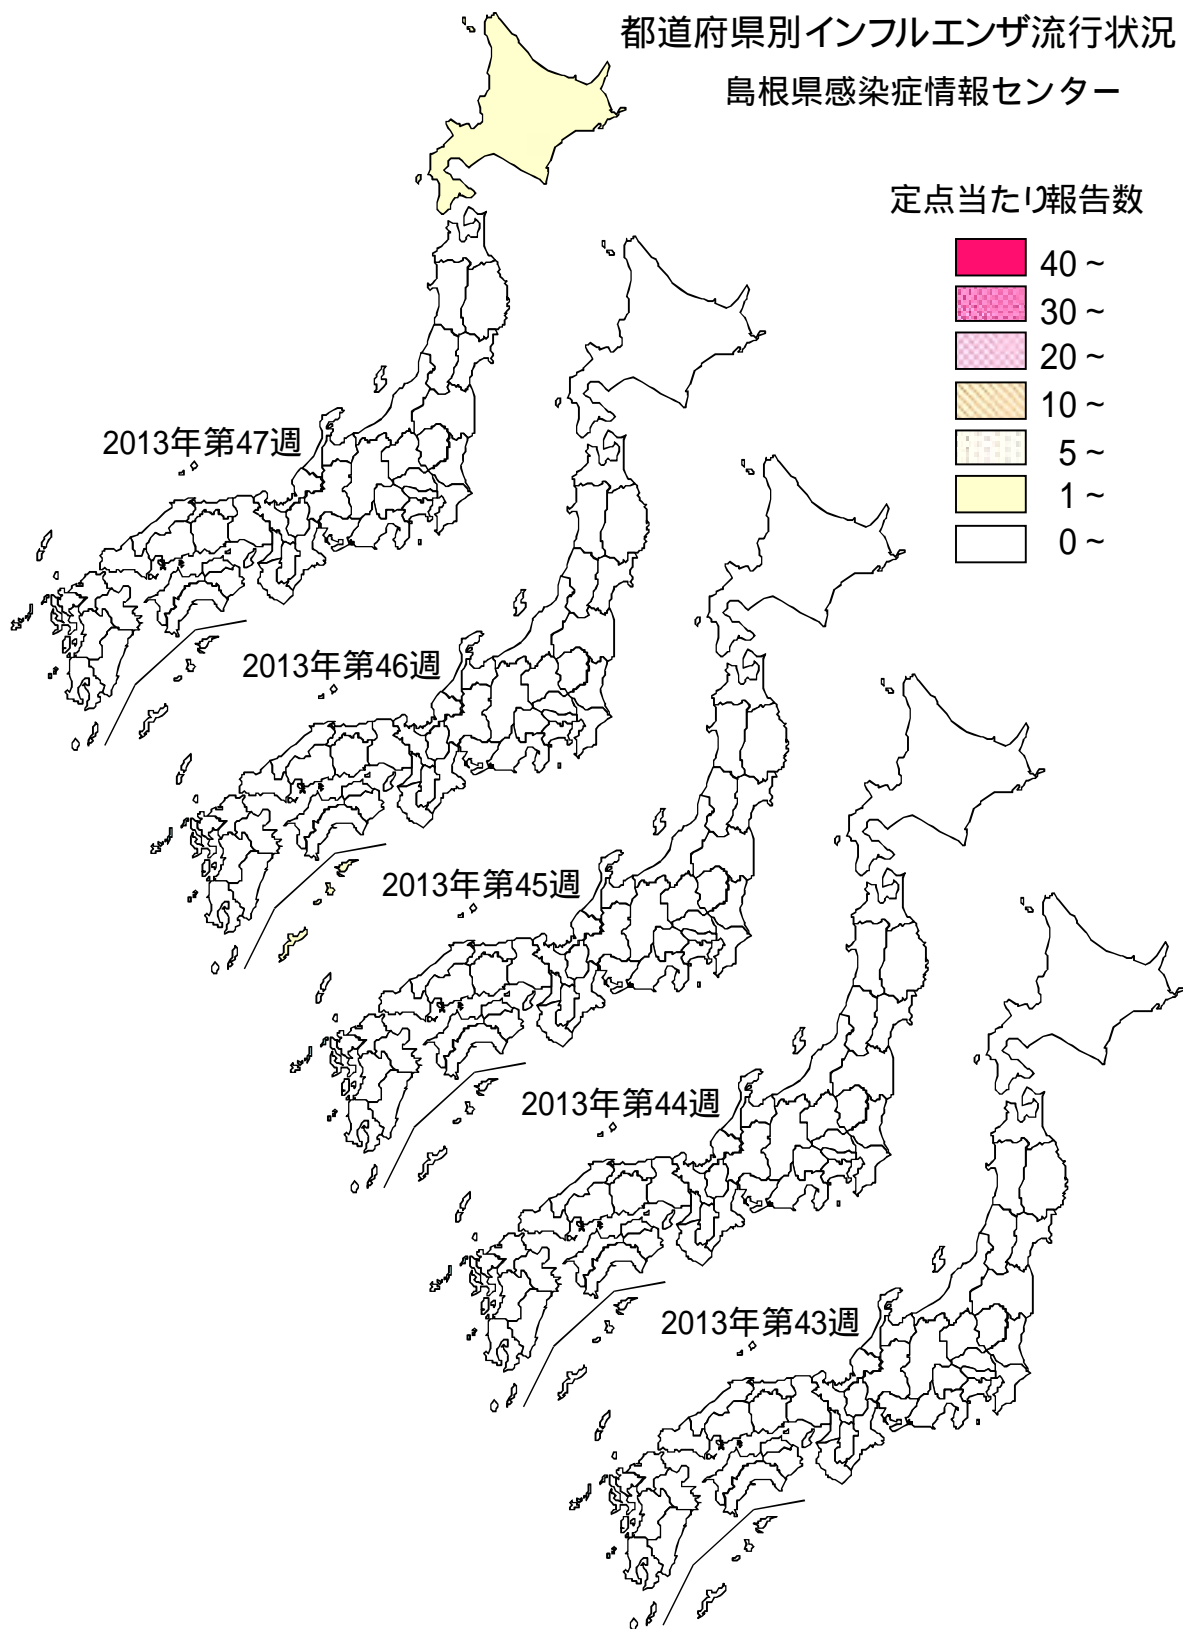 都道府県別インフルエンザ流行状況
島根県感染症情報センター
定点当たり報告数
40 ~
30 ~
20 ~
10 ~
5 ~
1 ~
0 ~
2013年第47週
2013年第46週
2013年第45週
2013年第44週
2013年第43週